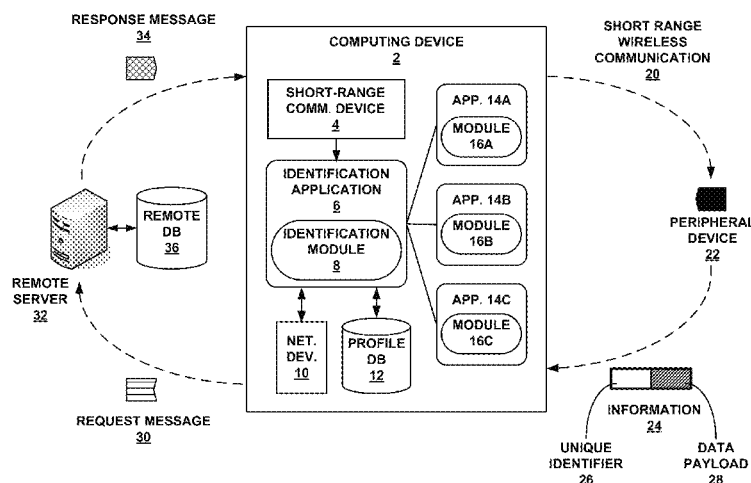 RESPONSE MESSAGE
34
COMPUTING DEVICE
2
SHORT RANGE
WIRELESS
COMMUNICATION
20
SHORT-RANGE
COMM. DEVICE
4
APP. 14A
MODULE
16A
IDENTIFICATION
APPLICATION
6
IDENTIFICATION
MODULE
8
APP. 14B
MODULE
16B
REMOTE
DB
36
REMOTE
SERVER
32
PERIPHERAL
DEVICE
22
APP. 14C
MODULE
16C
NET.
DEV.
10
PROFILE
DB
12
REQUEST MESSAGE
30
INFORMATION
24
UNIQUE
IDENTIFIER
26
DATA
PAYLOAD
28